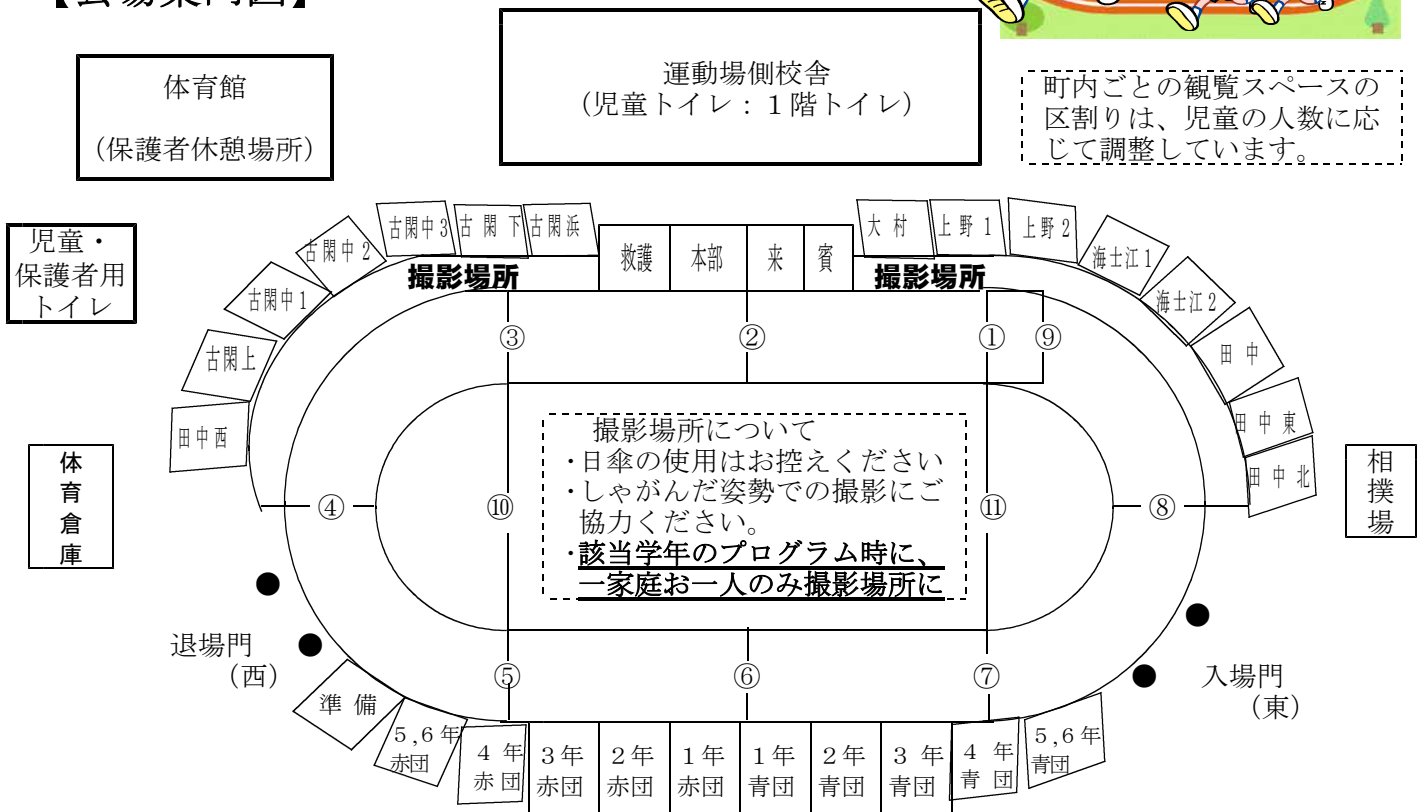 【会場案内図】
体育館
(保護者休憩場所)
運動場側校舎
(児童トイレ：１階トイレ)
町内ごとの観覧スペースの
区割りは、児童の人数に応
じて調整しています。
児童・
保護者用
トイレ
古閑中3
古閑下
古閑浜
救護
本部
来
賓
大村
上野1
上野2
古閑中2
海士江1
撮影場所
撮影場所
古閑中1
海士江2
③
②
①
⑨
古閑上
田中
田中西
田中東
田中北
撮影場所について
・日傘の使用はお控えください
・しゃがんだ姿勢での撮影にご
協力ください。
・該当学年のプログラム時に、
一家庭お一人のみ撮影場所に
体育倉庫
相撲場
④
⑩
⑪
⑧
退場門
(西)
入場門
(東)
⑤
⑥
⑦
準備
5,6年
赤団
４年
赤団
３年
赤団
２年
赤団
１年
赤団
１年
青団
２年
青団
３年
青団
４年
青団
5,6年
青団